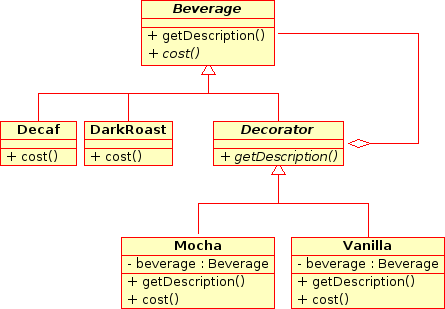 Beverage
+ getDescription()
+ cost()
Decaf
+ cost()
DarkRoast
+ cost()
Decorator
+ getDescription()
Mocha
- beverage : Beverage
+ getDescription()
+ cost()
Vanilla
- beverage : Beverage
+ getDescription()
+ cost()